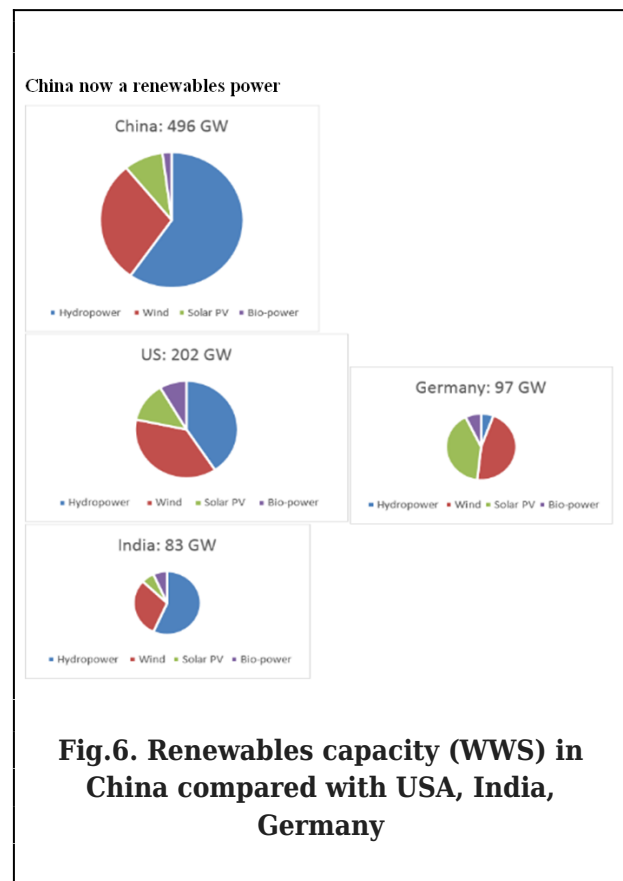 China now a renewables power
China: 496 GW
Hydropower Wind Solar PV Bio-power
US: 202 GW
Hydropower Wind Solar PV Bio-power
Germany: 97 GW
Hydropower Wind Solar PV Bio-power
India: 83 GW
Hydropower Wind Solar PV Bio-power
Fig.6. Renewables capacity (WWS) in
China compared with USA, India,
Germany